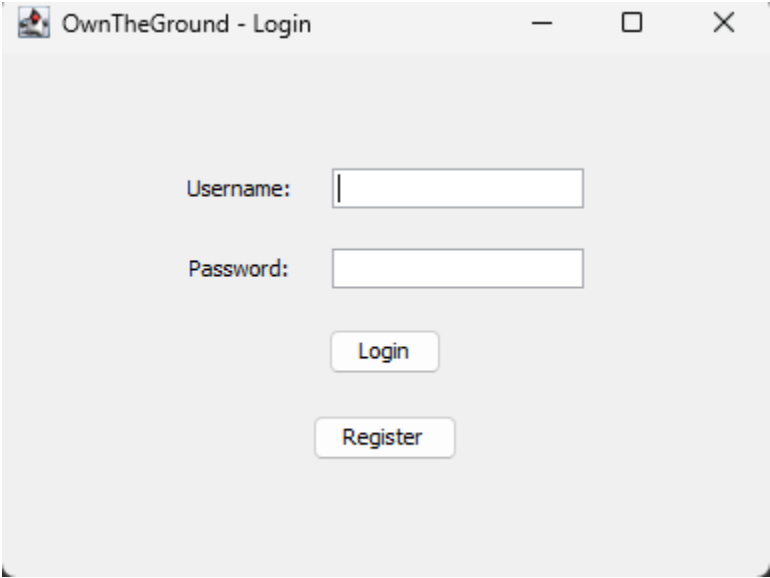 OwnTheGround - Login
Username:
Password:
Login
Register